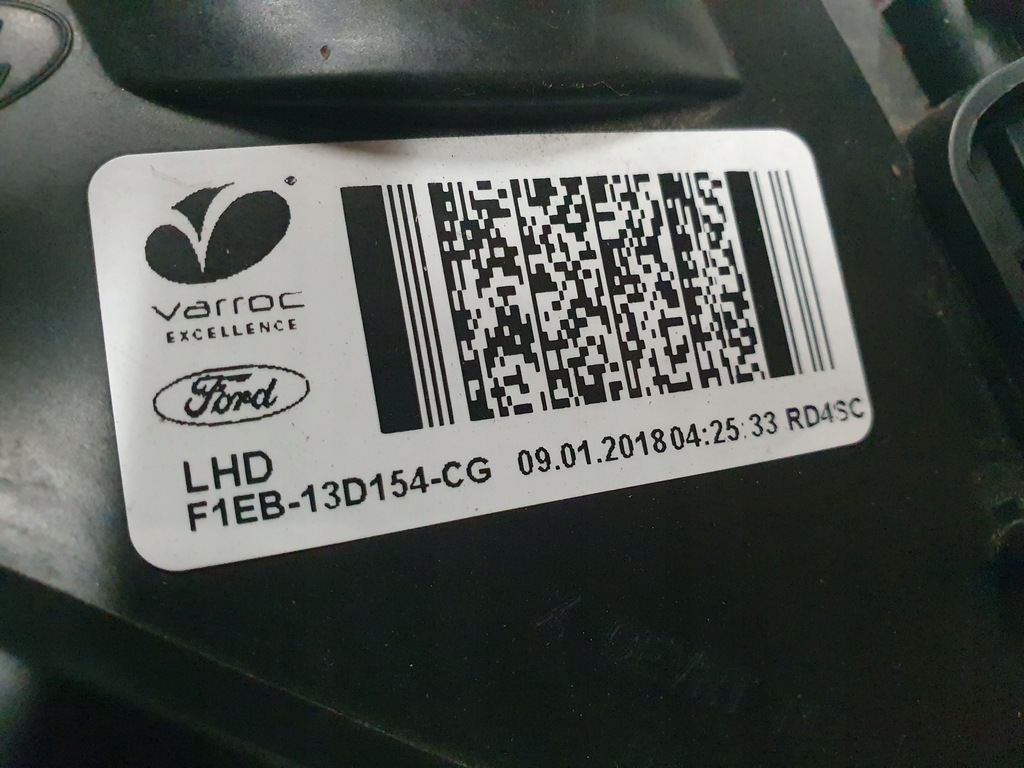 varroc
EXCELLENCE
Ford
LHD
F1EB-13D154-CG 09.01.2018 04:25:33 RD4SC